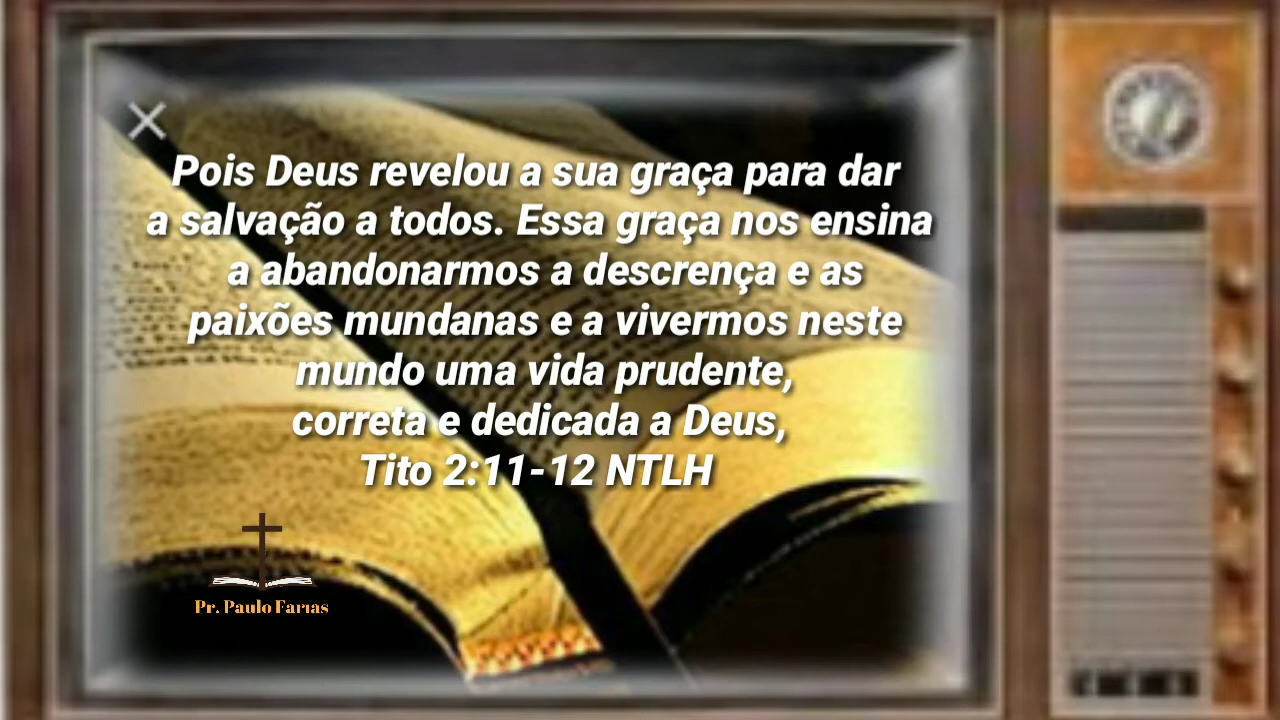 Pois Deus revelou a sua graça para dar
a salvação a todos. Essa graça nos ensina
a abandonarmos a descrença e as
paixões mundanas e a vivermos neste
mundo uma vida prudente,
correta e dedicada a Deus,
Tito 2:11-12 NTLH
Pr. Paulo Farias